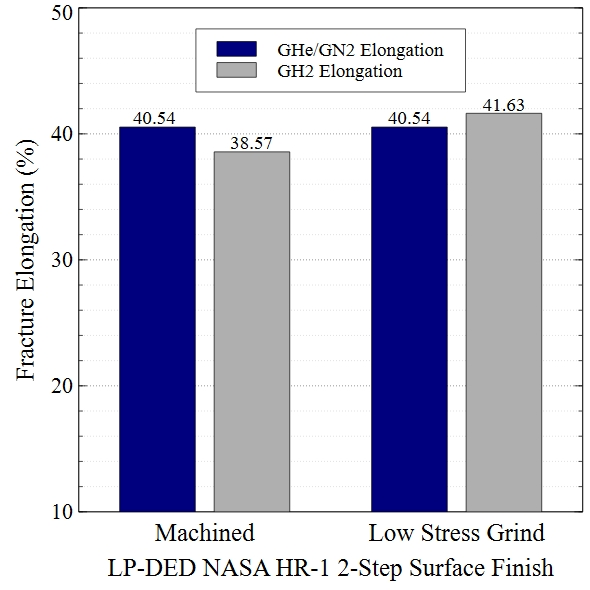 50
40
30
20
10
Fracture Elongation (%)
GHe/GN2 Elongation
GH2 Elongation
40.54
38.57
40.54
41.63
Machined
Low Stress Grind
LP-DED NASA HR-1 2-Step Surface Finish